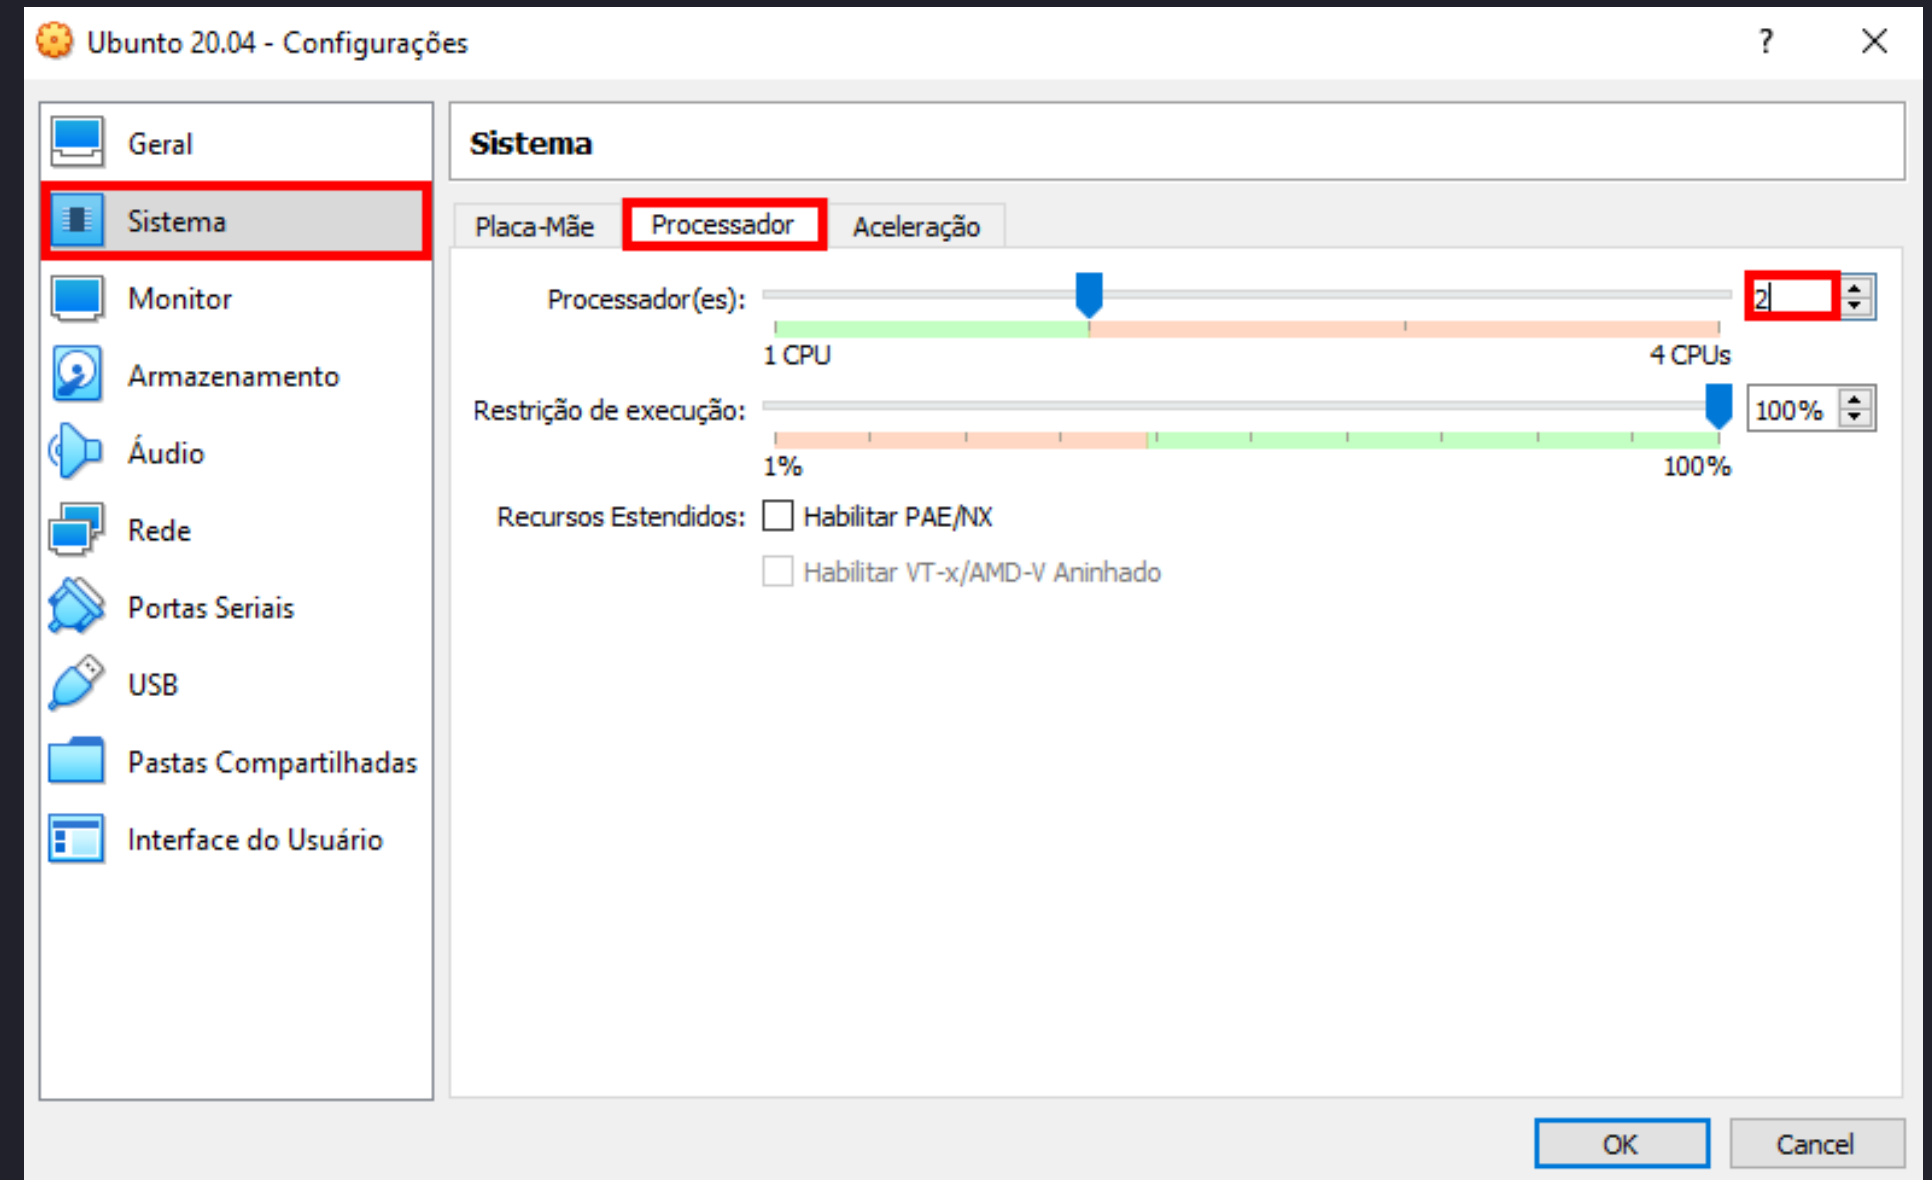 Ubunto 20.04 - Configurações
?
Geral
Sistema
Monitor
Armazenamento
Áudio
Rede
Portas Seriais
USB
Pastas Compartilhadas
Interface do Usuário
Sistema
Placa-Mãe Processador Aceleração
Processador(es): 2
1 CPU 4 CPUs
Restrição de execução: 100%
1% 100%
Recursos Estendidos: Habilitar PAE/NX
Habilitar VT-x/AMD-V Aninhado
OK Cancel